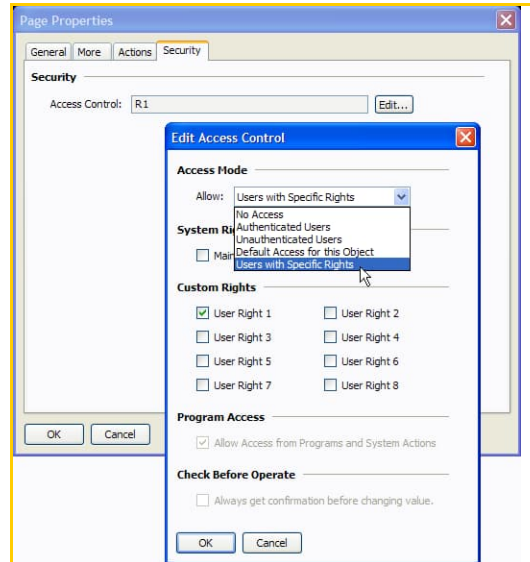 Page Properties
General More Actions Security
Security
Access Control: R1 Edit...
Edit Access Control
Access Mode
Allow: Users with Specific Rights
No Access
Authenticated Users
Unauthenticated Users
Default Access for this Object
Users with Specific Rights
Custom Rights
User Right 1 User Right 2
User Right 3 User Right 4
User Right 5 User Right 6
User Right 7 User Right 8
Program Access
Allow Access from Programs and System Actions
Check Before Operate
Always get confirmation before changing value.
OK Cancel
OK Cancel